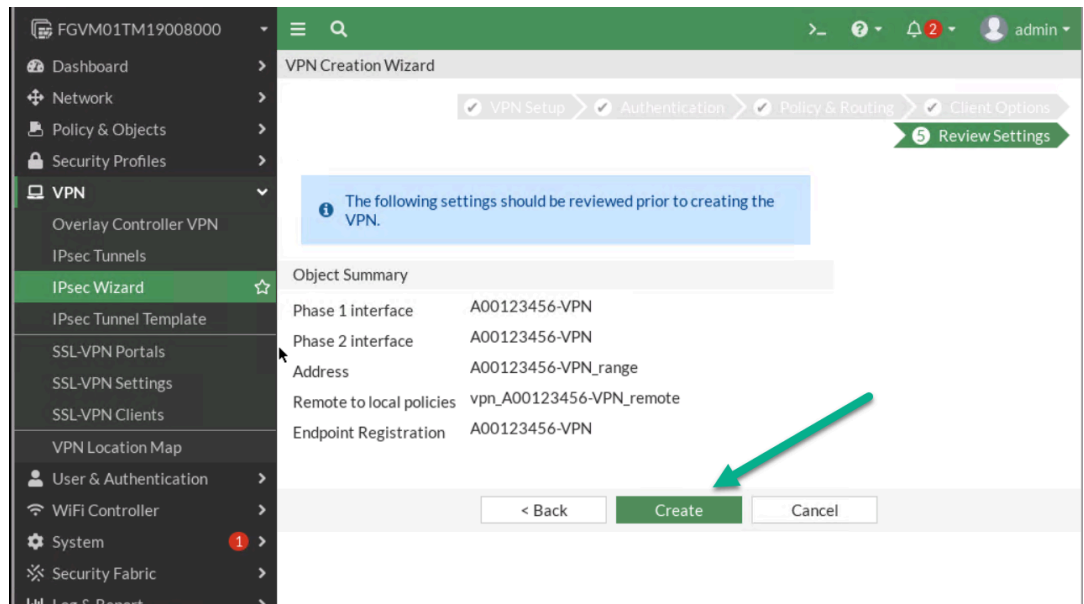 FGVM01TM19008000
>_
2
admin
Dashboard
Network
Policy & Objects
Security Profiles
VPN
Overlay Controller VPN
IPsec Tunnels
IPsec Wizard
IPsec Tunnel Template
SSL-VPN Portals
SSL-VPN Settings
SSL-VPN Clients
VPN Location Map
User & Authentication
WiFi Controller
System
1
Security Fabric
Log & Report
VPN Creation Wizard
VPN Setup
Authentication
Policy & Routing
Client Options
5 Review Settings
The following settings should be reviewed prior to creating the
VPN.
Object Summary
Phase 1 interface A00123456-VPN
Phase 2 interface A00123456-VPN
Address A00123456-VPN_range
Remote to local policies vpn_A00123456-VPN_remote
Endpoint Registration A00123456-VPN
< Back
Create
Cancel